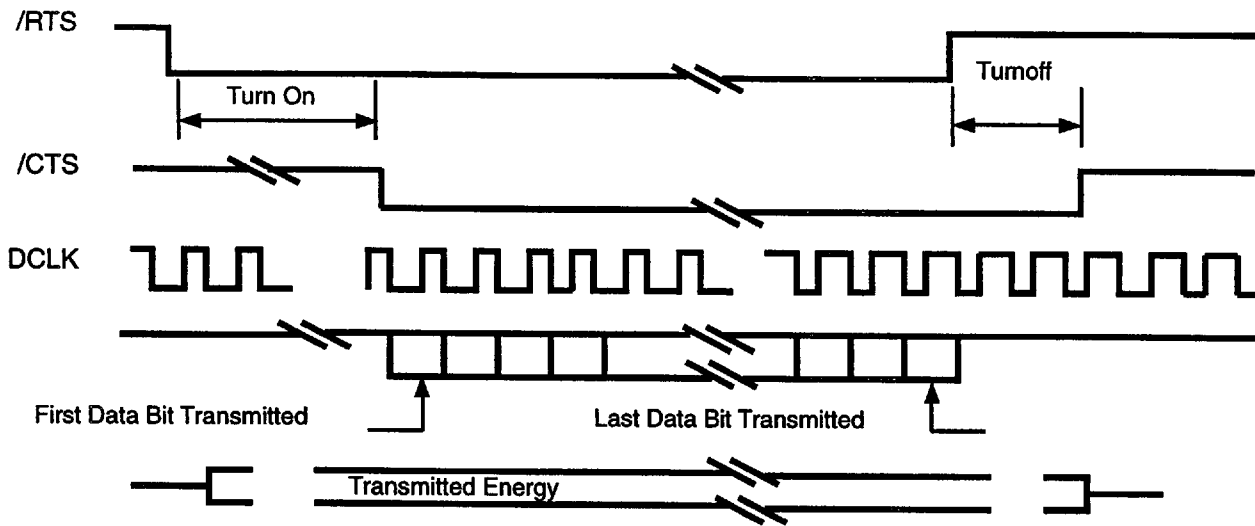 /RTS
Turn On
Turnoff
/CTS
DCLK
First Data Bit Transmitted
Last Data Bit Transmitted
Transmitted Energy